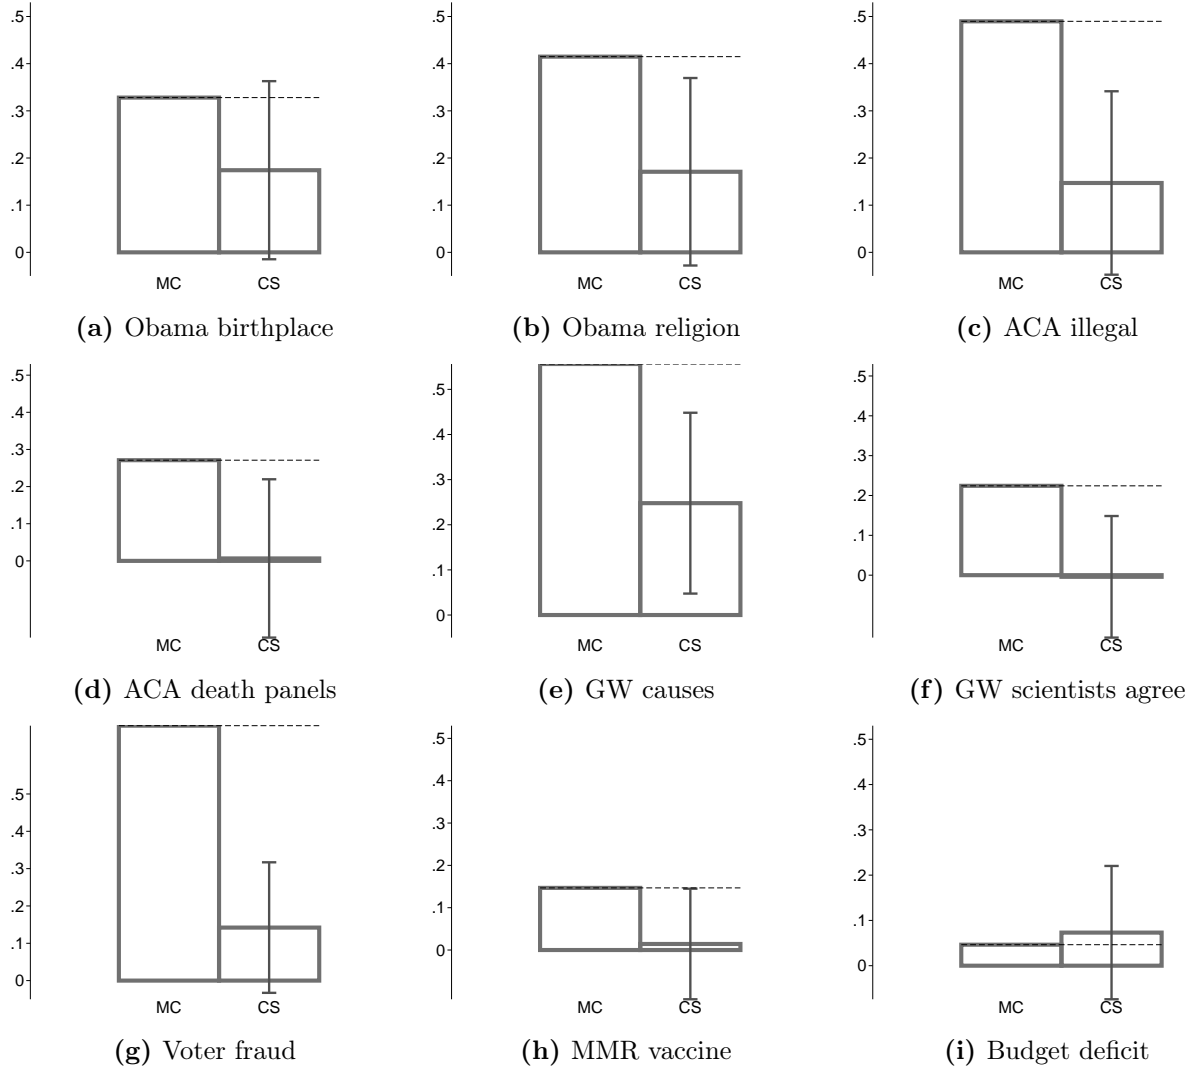 .5 .5 .5
.4 .4 .4
.3 .3 .3
.2 .2 .2
.1 .1 .1
0 0 0
MC CS MC CS MC CS
(a) Obama birthplace (b) Obama religion (c) ACA illegal
.5 .5 .5
.4 .4 .4
.3 .3 .3
.2 .2 .2
.1 .1 .1
0 0 0
MC CS MC CS MC CS
(d) ACA death panels (e) GW causes (f) GW scientists agree
.5 .5 .5
.4 .4 .4
.3 .3 .3
.2 .2 .2
.1 .1 .1
0 0 0
MC CS MC CS MC CS
(g) Voter fraud (h) MMR vaccine (i) Budget deficit